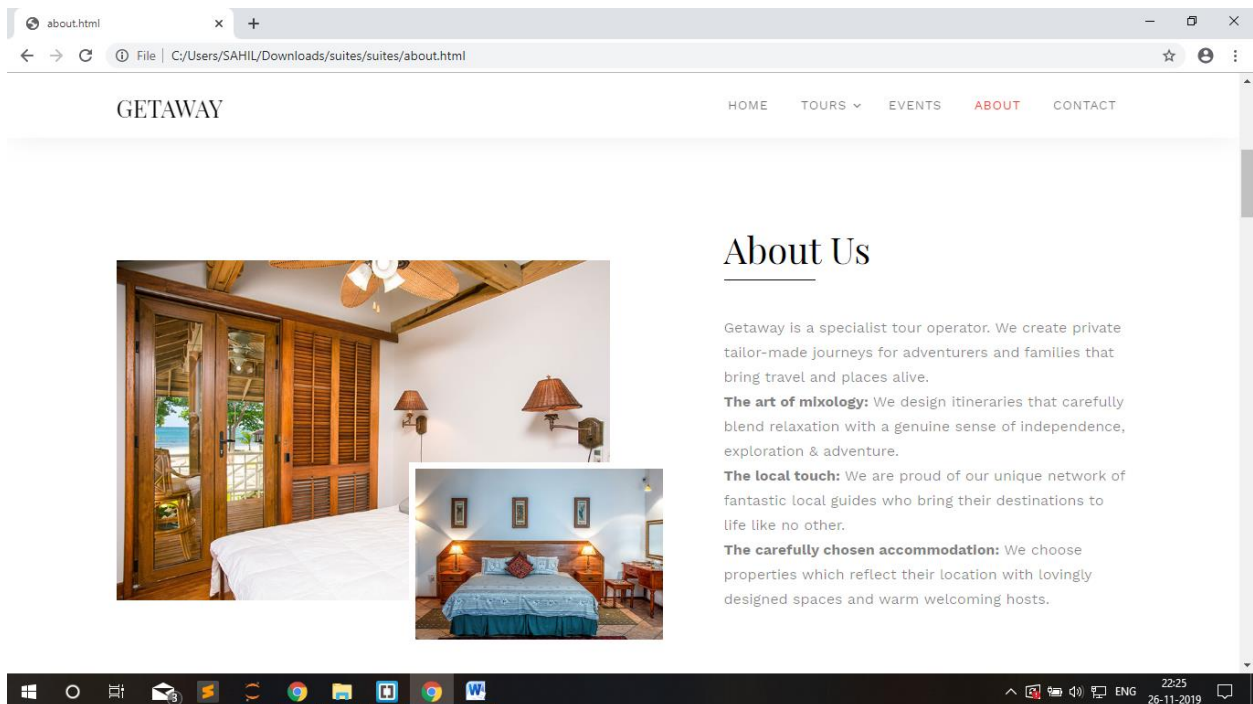 about.html
File | C:/Users/SAHIL/Downloads/suites/suites/about.html
GETAWAY
HOME TOURS EVENTS ABOUT CONTACT
About Us
Getaway is a specialist tour operator. We create private
tailor-made journeys for adventurers and families that
bring travel and places alive.
The art of mixology: We design itineraries that carefully
blend relaxation with a genuine sense of independence,
exploration & adventure.
The local touch: We are proud of our unique network of
fantastic local guides who bring their destinations to
life like no other.
The carefully chosen accommodation: We choose
properties which reflect their location with lovingly
designed spaces and warm welcoming hosts.
3
W
ENG
22:25
26-11-2019